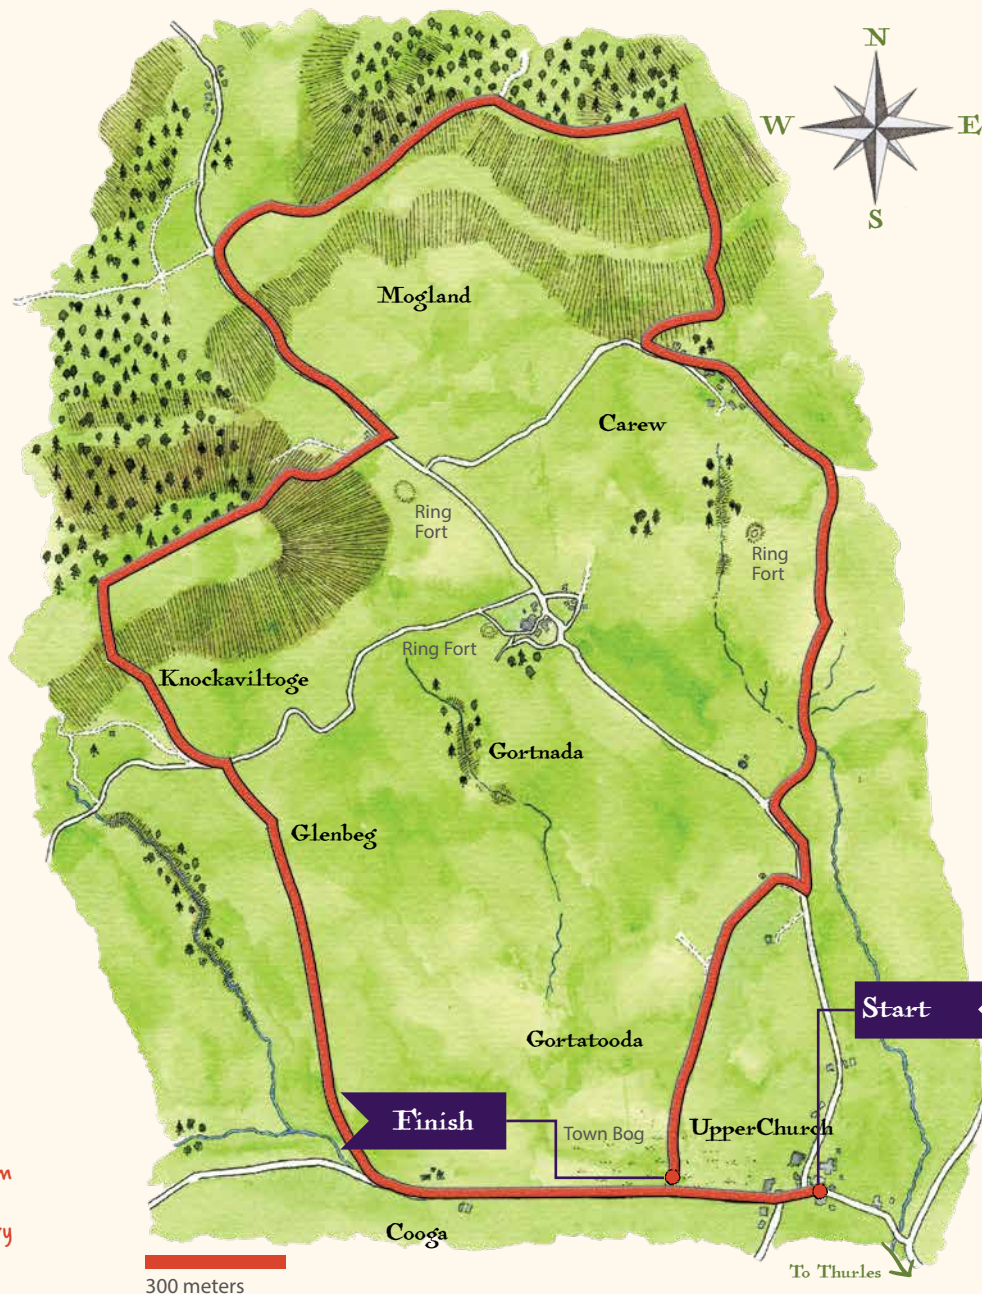 N
W
E
S
Mogland
Carew
Ring
Fort
Ring
Fort
Ring Fort
Knockaviltoge
Gortnada
Glenbeg
Start
Gortatooda
Finish
Town Bog
UpperChurch
Cooga
To Thurles
300 meters